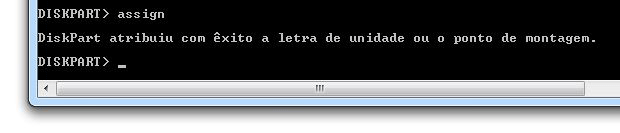 DISKPART> assign
DiskPart atribuiu com êxito a letra de unidade ou o ponto de montagem.
DISKPART> _